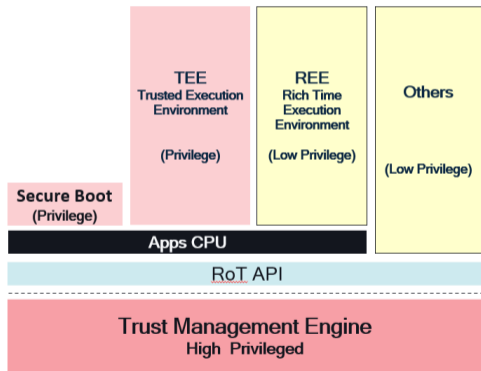 TEE
Trusted Execution
Environment
(Privilege)
REE
Rich Time
Execution
Environment
(Low Privilege)
Others
(Low Privilege)
Secure Boot
(Privilege)
Apps CPU
RoT API
Trust Management Engine
High Privileged